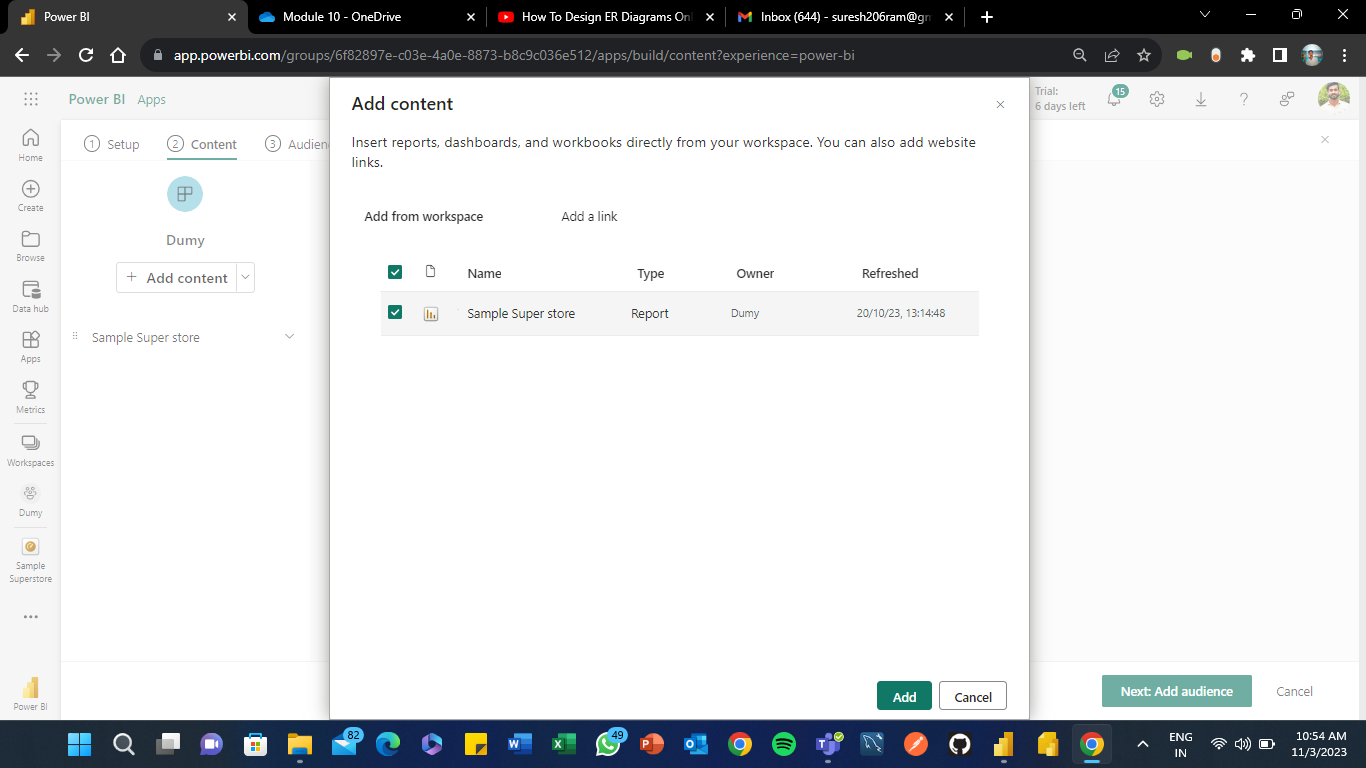 Power BI
Module 10 - OneDrive
How To Design ER Diagrams Onl
Inbox (644) - suresh206ram@gm
app.powerbi.com/groups/6f82897e-c03e-4a0e-8873-b8c9c036e512/apps/build/content?experience=power-bi
Power BI Apps
Trial:
6 days left
15
Home
Create
Browse
Data hub
Apps
Metrics
Workspaces
Dumy
Sample
Superstore
Power BI
1 Setup
2 Content
3 Audien
Dumy
+ Add content
Sample Super store
Add content
Insert reports, dashboards, and workbooks directly from your workspace. You can also add website
links.
Add from workspace
Add a link
Name Type Owner Refreshed
Sample Super store Report Dumy 20/10/23, 13:14:48
Add
Cancel
Next: Add audience
Cancel
82
49
ENG
IN
10:54 AM
11/3/2023